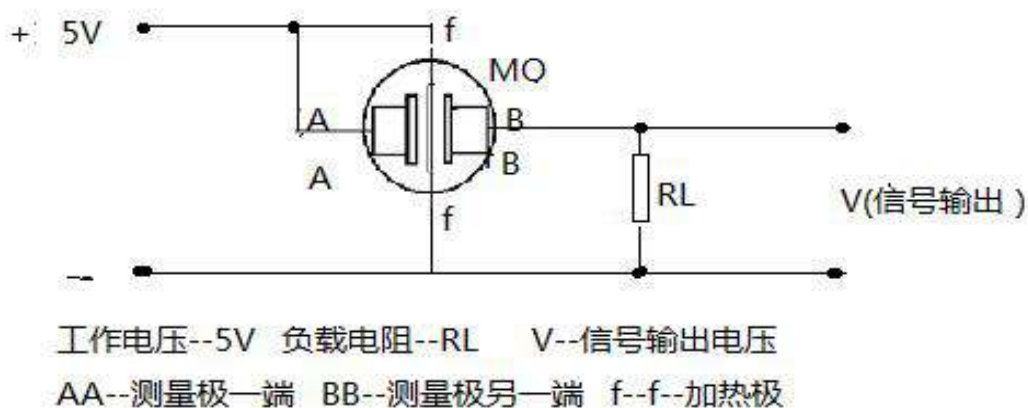 + 5V
f
MQ
A
B
A
B
RL
V(信号输出)
f
-
工作电压--5V 负载电阻--RL V--信号输出电压
AA--测量极一端 BB--测量极另一端 f--f--加热极